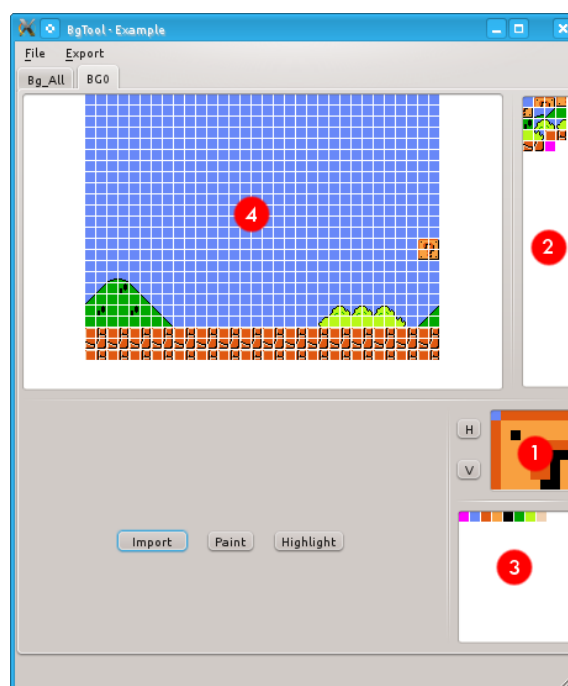 BgTool - Example
File Export
Bg_All BG0
4
2
H
1
V
Import Paint Highlight
3